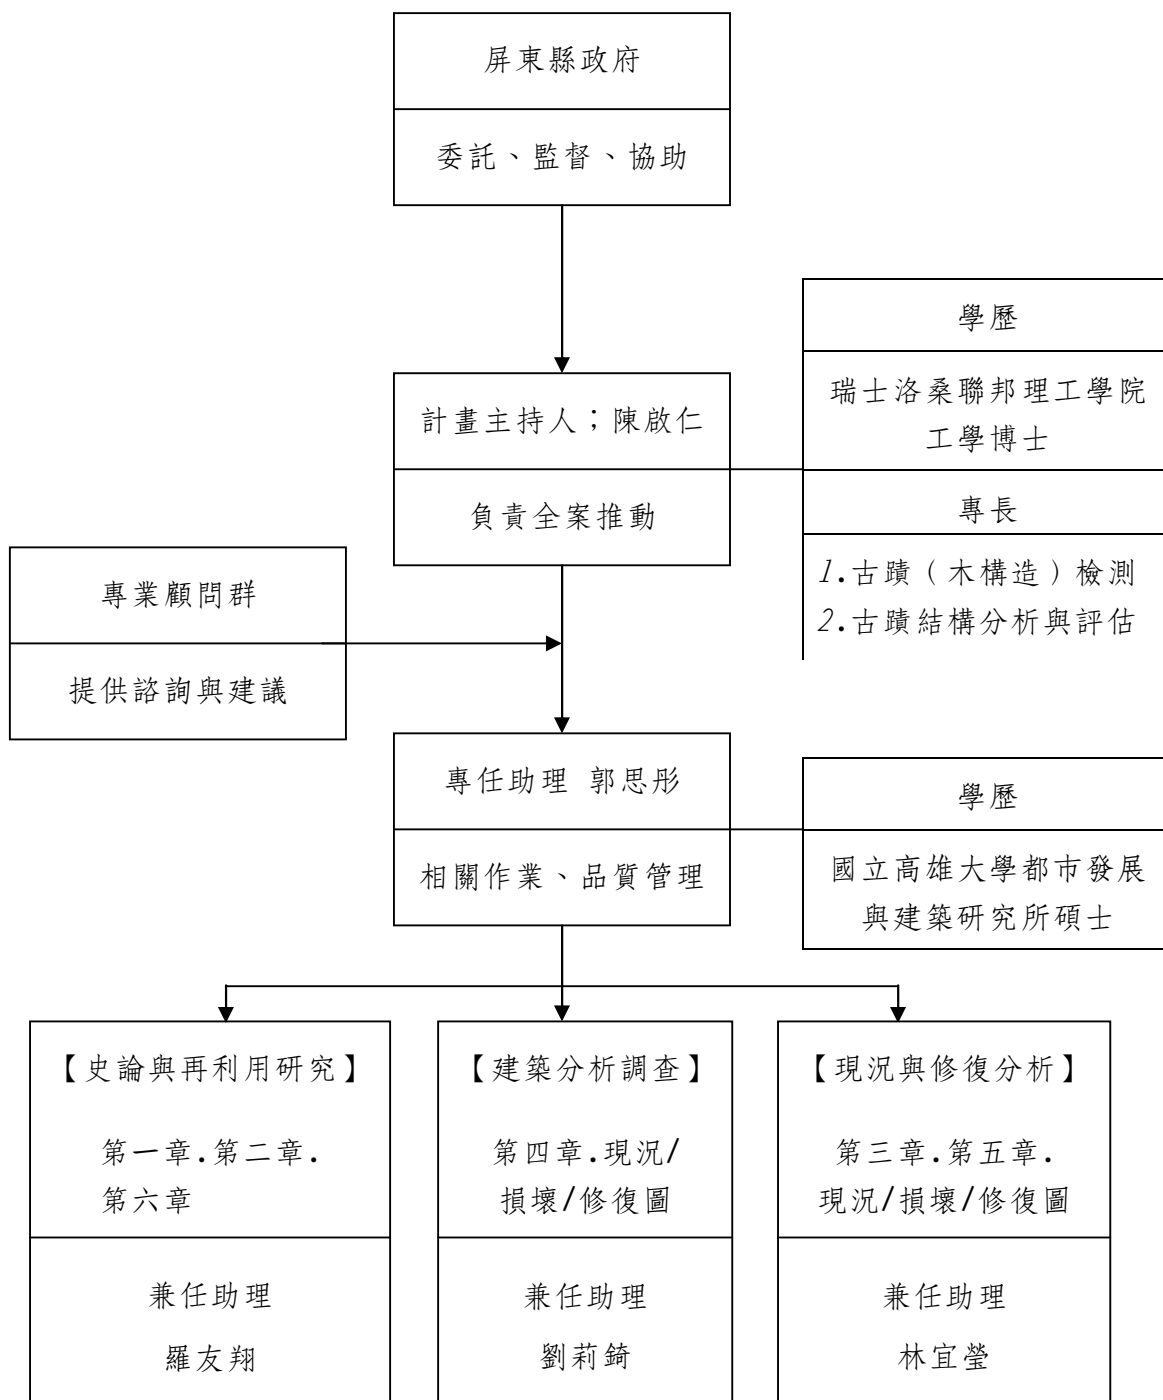 屏東縣政府
委託、監督、協助
學歷
瑞士洛桑聯邦理工學院
工學博士
專長
1.古蹟（木構造）檢測
2.古蹟結構分析與評估
計畫主持人；陳啟仁
負責全案推動
專業顧問群
提供諮詢與建議
專任助理 郭思彤
相關作業、品質管理
學歷
國立高雄大學都市發展
與建築研究所碩士
【史論與再利用研究】
第一章.第二章.
第六章
兼任助理
羅友翔
【建築分析調查】
第四章.現況/
損壞/修復圖
兼任助理
劉莉錡
【現況與修復分析】
第三章.第五章.
現況/損壞/修復圖
兼任助理
林宜瑩